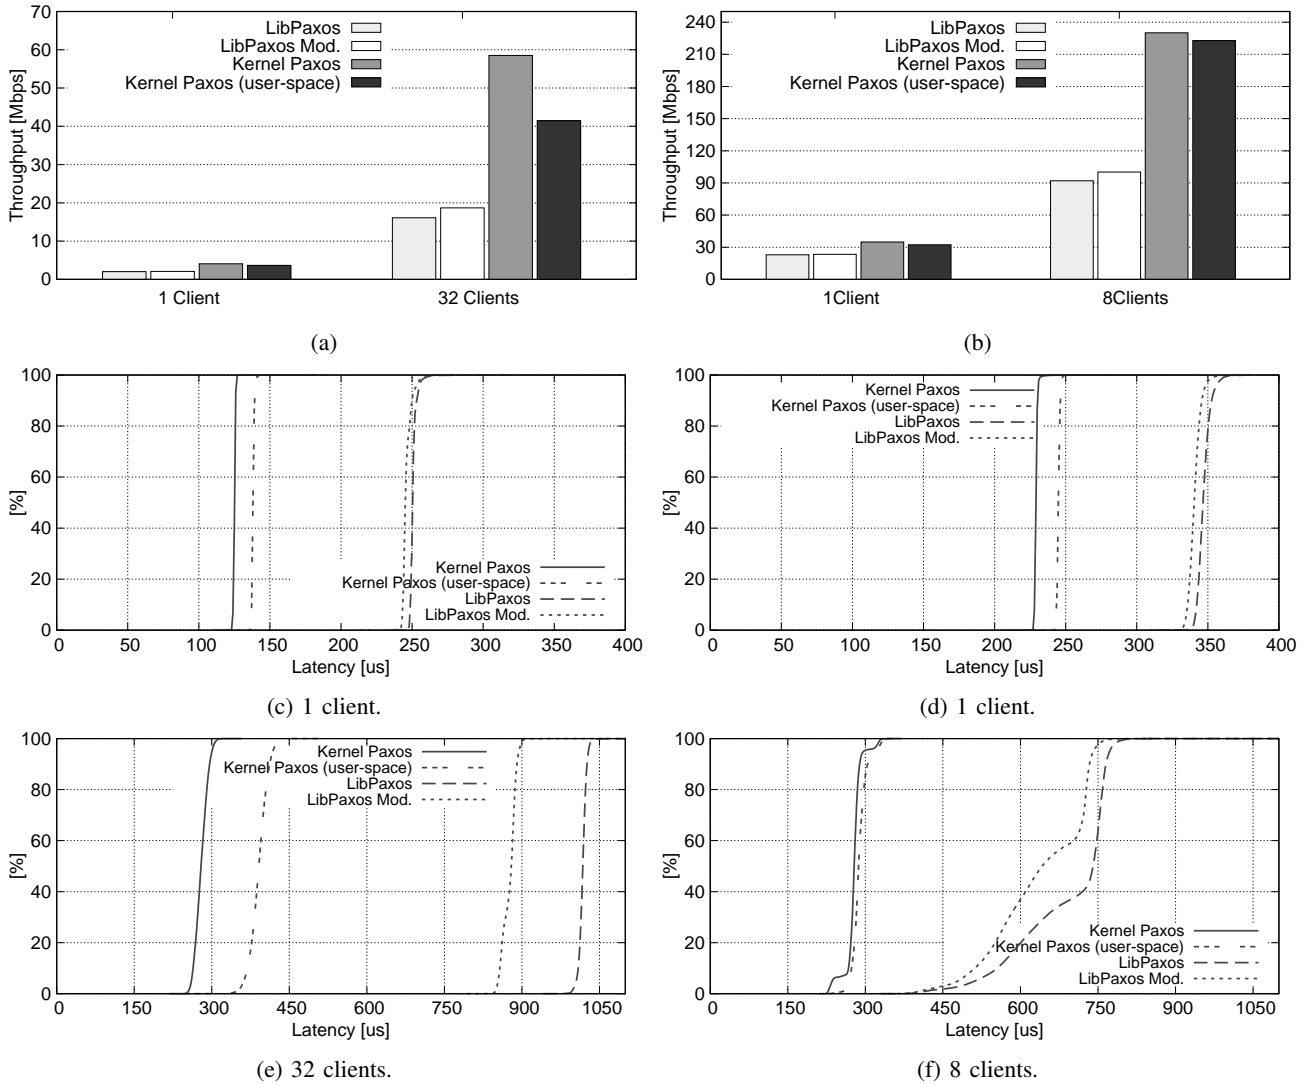 LibPaxos
LibPaxos Mod.
Kernel Paxos
Kernel Paxos (user-space)
Throughput [Mbps]
70
60
50
40
30
20
10
0
1 Client 32 Clients
(a)
LibPaxos
LibPaxos Mod.
Kernel Paxos
Kernel Paxos (user-space)
Throughput [Mbps]
240
210
180
150
120
90
60
30
0
1Client 8Clients
(b)
100
80
60
40
20
0
[%]
Kernel Paxos
Kernel Paxos (user-space)
LibPaxos
LibPaxos Mod.
0 50 100 150 200 250 300 350 400
Latency [us]
(c) 1 client.
100
80
60
40
20
0
[%]
Kernel Paxos
Kernel Paxos (user-space)
LibPaxos
LibPaxos Mod.
0 50 100 150 200 250 300 350 400
Latency [us]
(d) 1 client.
100
80
60
40
20
0
[%]
Kernel Paxos
Kernel Paxos (user-space)
LibPaxos
LibPaxos Mod.
0 150 300 450 600 750 900 1050
Latency [us]
(e) 32 clients.
100
80
60
40
20
0
[%]
Kernel Paxos
Kernel Paxos (user-space)
LibPaxos
LibPaxos Mod.
0 150 300 450 600 750 900 1050
Latency [us]
(f) 8 clients.